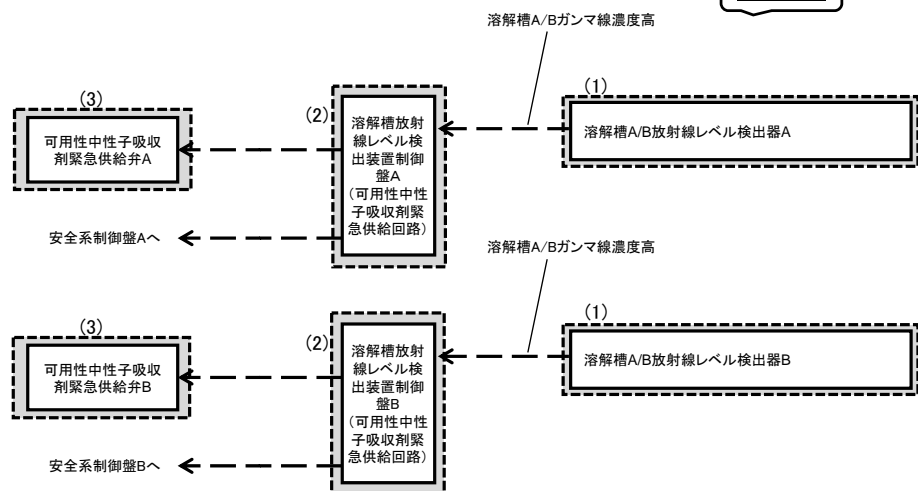 溶解槽A/Bガンマ線濃度高
(3)
可用性中性子吸収
剤緊急供給弁A
(2)
溶解槽放射
線レベル検
出装置制御
盤A
(可用性中性
子吸収剤緊
急供給回路)
(1)
溶解槽A/B放射線レベル検出器A
安全系制御盤Aへ
溶解槽A/Bガンマ線濃度高
(3)
可用性中性子吸収
剤緊急供給弁B
(2)
溶解槽放射
線レベル検
出装置制御
盤B
(可用性中性
子吸収剤緊
急供給回路)
(1)
溶解槽A/B放射線レベル検出器B
安全系制御盤Bへ